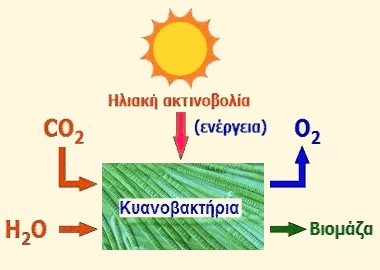 Ηλιακή ακτινοβολία
(ενέργεια)
CO₂
O₂
Κυανοβακτήρια
H₂O
Βιομάζα